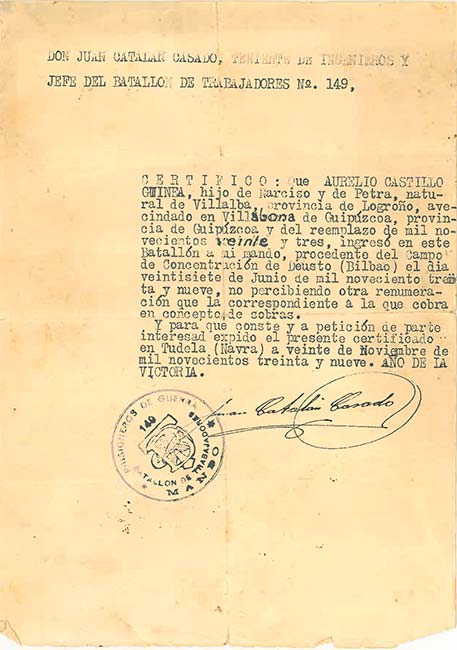 DON JUAN CATALAN CASADO, TENIENTE DE INGENIEROS Y
JEFE DEL BATALLON DE TRABAJADORES Nº. 149,
C E R T I F I C O : Que AURELIO CASTILLO
GUINEA, hijo de Narciso y de Petra, natu-
ral de Villalba, provincia de Logroño, ave-
cindado en Villabona de Guipúzcoa, provin-
cia de Guipúzcoa y del reemplazo de mil no-
vecientos veinte y tres, ingresó en este
Batallón a mi mando, procedente del Campo
de Concentración de Deusto (Bilbao) el dia
veintisiete de Junio de mil noveciento trein
ta y nueve, no percibiendo otra renumera-
ción que la correspondiente á la que cobra
en concepto de sobras.
Y para que conste y a petición de parte
interesad expido el presente certificado
en Tudela (Navra) a veinte de Noviembre de
mil novecientos treinta y nueve. AÑO DE LA
VICTORIA.
Juan Catalán Casado
PRISIONEROS DE GUERRA
149
BATALLON DE TRABAJADORES
MANDO